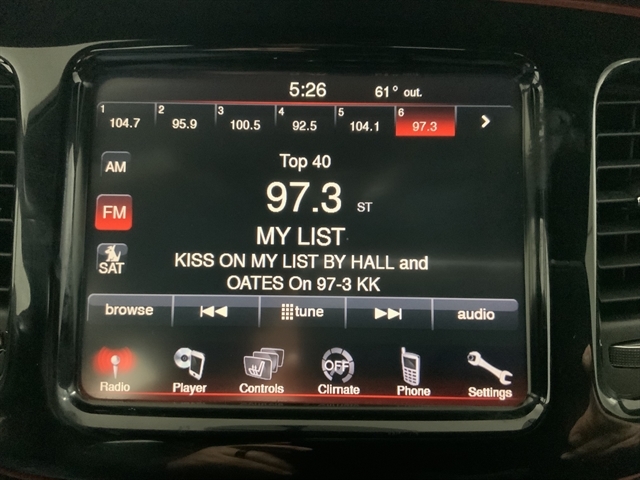 5:26 61° out.
1 104.7 2 95.9 3 100.5 4 92.5 5 104.1 6 97.3
AM
Top 40
FM
97.3 ST
MY LIST
SAT
KISS ON MY LIST BY HALL and
OATES On 97-3 KK
browse tune audio
OFF
Radio Player Controls Climate Phone Settings